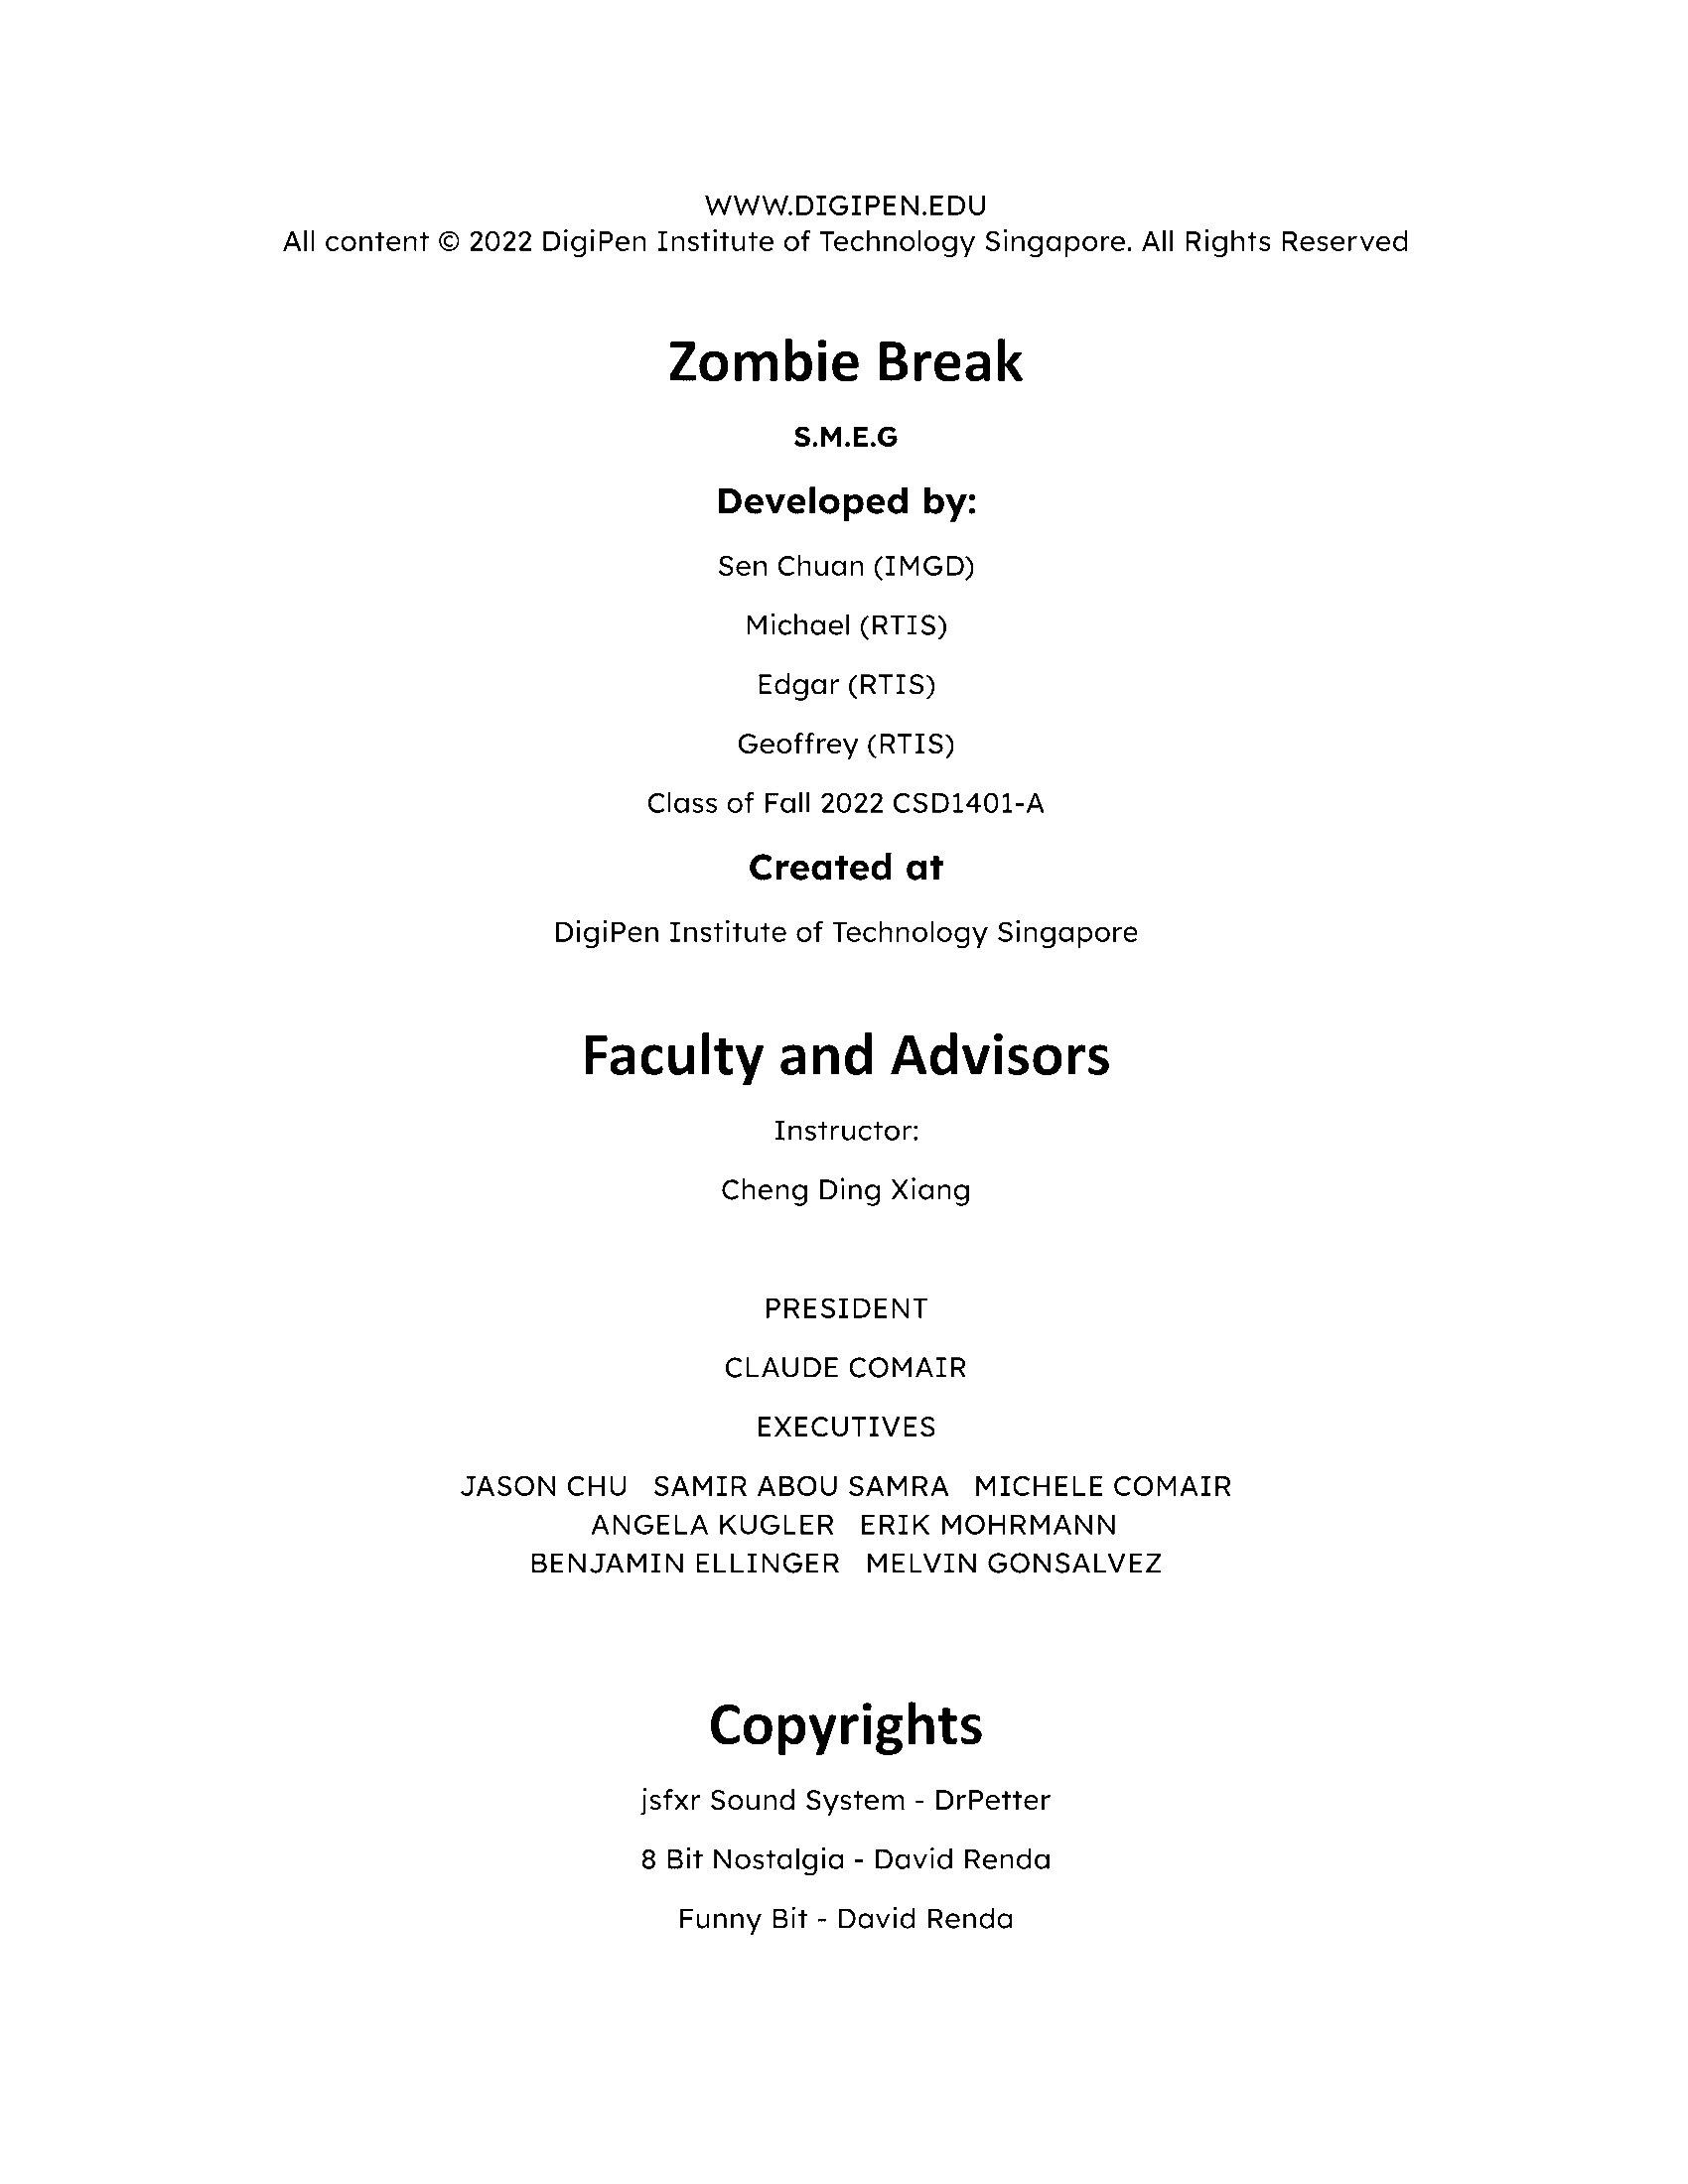 WWW.DIGIPEN.EDU
All content © 2022 DigiPen Institute of Technology Singapore. All Rights Reserved
Zombie Break
S.M.E.G
Developed by:
Sen Chuan (IMGD)
Michael (RTIS)
Edgar (RTIS)
Geoffrey (RTIS)
Class of Fall 2022 CSD1401-A
Created at
DigiPen Institute of Technology Singapore
Faculty and Advisors
Instructor:
Cheng Ding Xiang
PRESIDENT
CLAUDE COMAIR
EXECUTIVES
JASON CHU   SAMIR ABOU SAMRA   MICHELE COMAIR
ANGELA KUGLER   ERIK MOHRMANN
BENJAMIN ELLINGER   MELVIN GONSALVEZ
Copyrights
jsfxr Sound System - DrPetter
8 Bit Nostalgia - David Renda
Funny Bit - David Renda